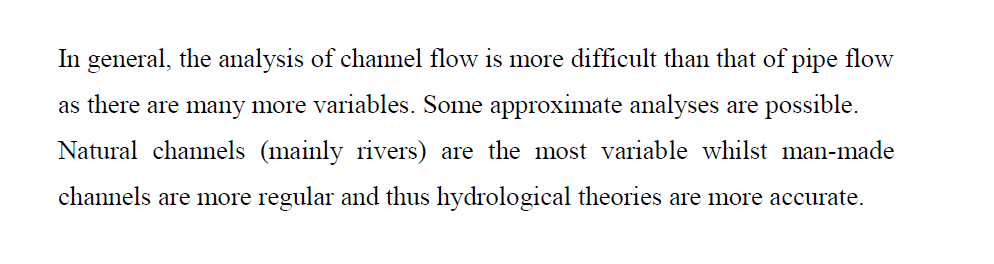 In general, the analysis of channel flow is more difficult than that of pipe flow
as there are many more variables. Some approximate analyses are possible.
Natural channels (mainly rivers) are the most variable whilst man-made
channels are more regular and thus hydrological theories are more accurate.